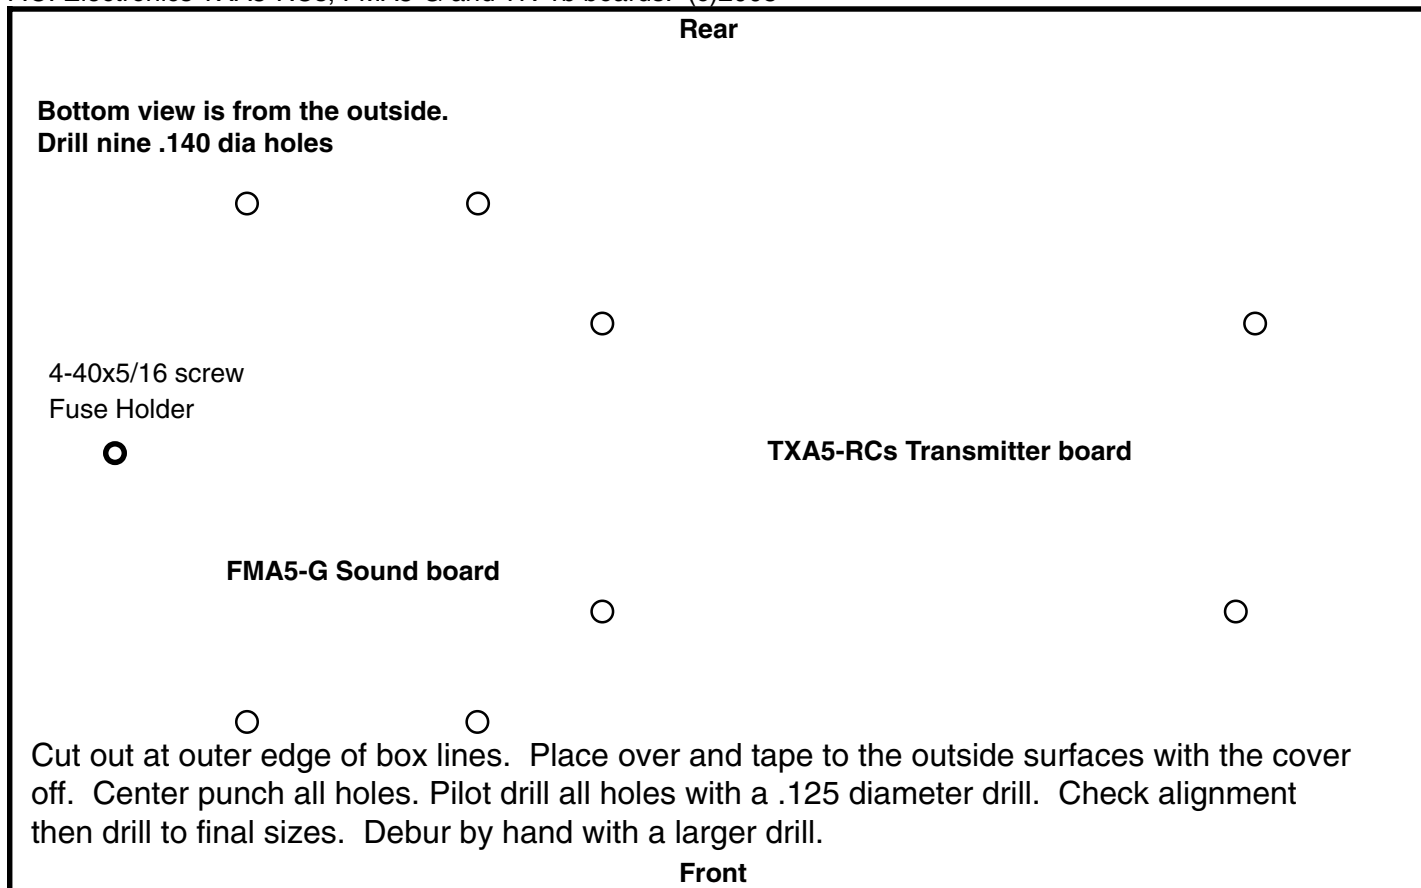 Rear
Bottom view is from the outside.
Drill nine .140 dia holes
4-40x5/16 screw
Fuse Holder
TXA5-RCs Transmitter board
FMA5-G Sound board
Cut out at outer edge of box lines.  Place over and tape to the outside surfaces with the cover
off.  Center punch all holes. Pilot drill all holes with a .125 diameter drill.  Check alignment
then drill to final sizes.  Debur by hand with a larger drill.
Front